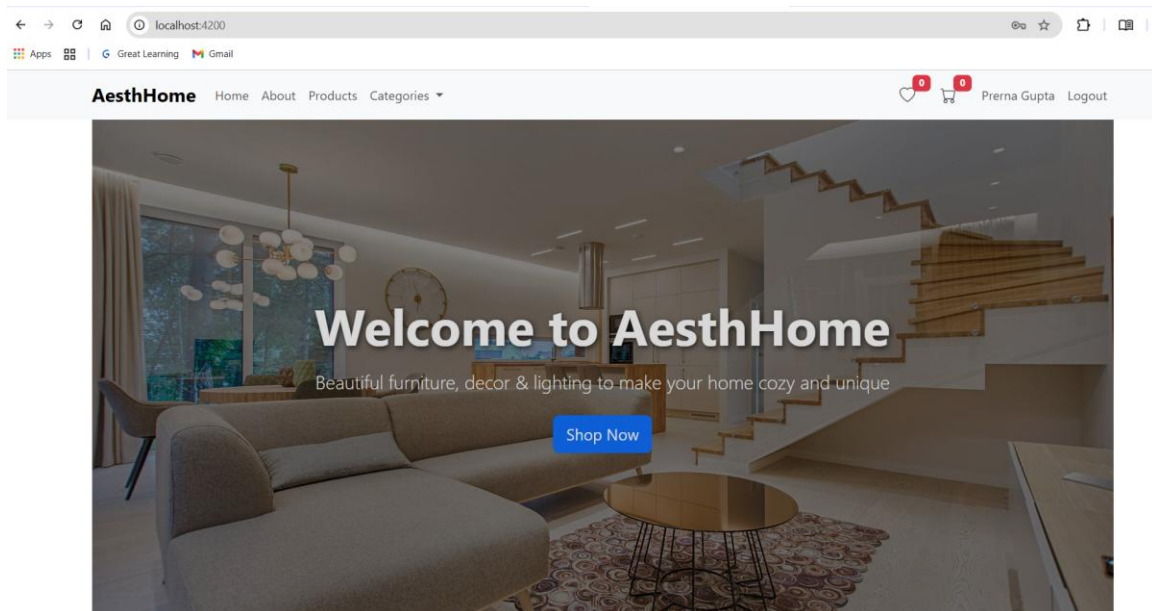 localhost:4200
Apps G Great Learning M Gmail
AesthHome Home About Products Categories 0 0 Prerna Gupta Logout
Welcome to AesthHome
Beautiful furniture, decor & lighting to make your home cozy and unique
Shop Now